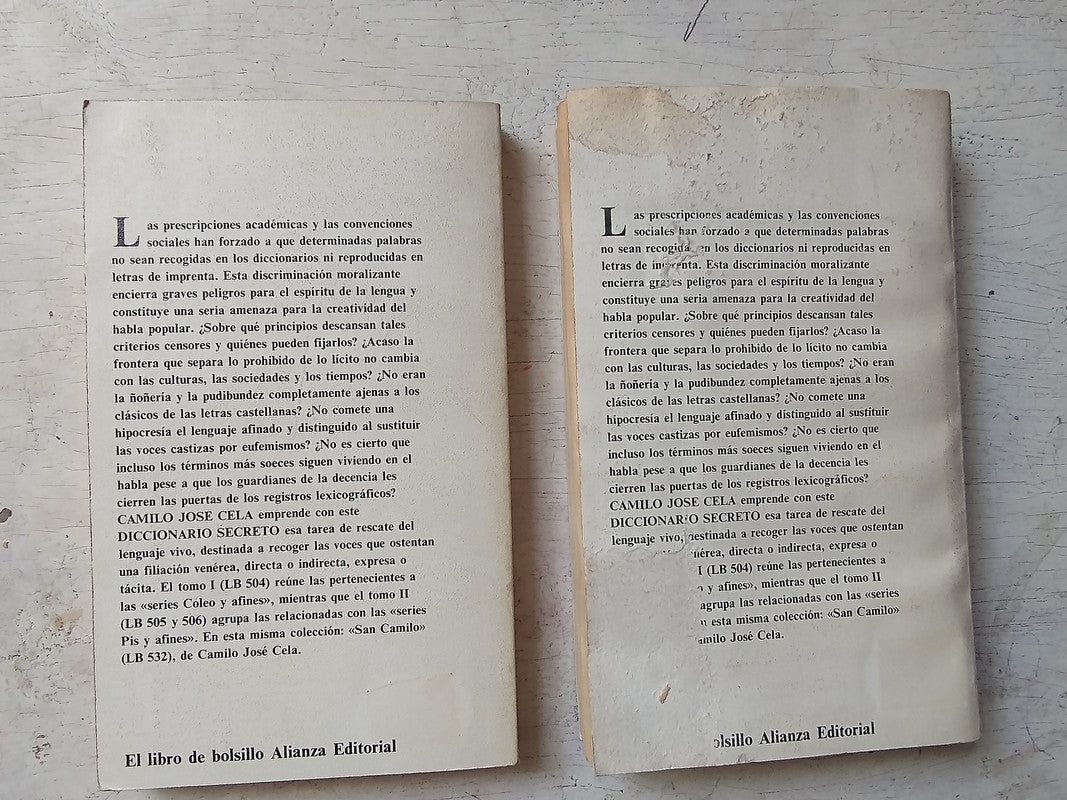 Las prescripciones académicas y las convenciones
sociales han forzado a que determinadas palabras
no sean recogidas en los diccionarios ni reproducidas en
letras de imprenta. Esta discriminación moralizante
encierra graves peligros para el espíritu de la lengua y
constituye una seria amenaza para la creatividad del
habla popular. ¿Sobre qué principios descansan tales
criterios censores y quiénes pueden fijarlos? ¿Acaso la
frontera que separa lo prohibido de lo lícito no cambia
con las culturas, las sociedades y los tiempos? ¿No eran
la ñoñería y la pudibundez completamente ajenas a los
clásicos de las letras castellanas? ¿No comete una
hipocresía el lenguaje afinado y distinguido al sustituir
las voces castizas por eufemismos? ¿No es cierto que
incluso los términos más soeces siguen viviendo en el
habla pese a que los guardianes de la decencia les
cierren las puertas de los registros lexicográficos?
CAMILO JOSE CELA emprende con este
DICCIONARIO SECRETO esa tarea de rescate del
lenguaje vivo, destinada a recoger las voces que ostentan
una filiación venérea, directa o indirecta, expresa o
tácita. El tomo I (LB 504) reúne las pertenecientes a
las «series Cóleo y afines», mientras que el tomo II
(LB 505 y 506) agrupa las relacionadas con las «series
Pis y afines». En esta misma colección: «San Camilo»
(LB 532), de Camilo José Cela.
El libro de bolsillo Alianza Editorial
Las prescripciones académicas y las convenciones
sociales han forzado a que determinadas palabras
no sean recogida en los diccionarios ni reproducidas en
letras de imprenta. Esta discriminación moralizante
encierra graves peligros para el espíritu de la lengua y
constituye una seria amenaza para la creatividad del
habla popular. ¿Sobre qué principios descansan tales
criterios censores y quiénes pueden fijarlos? ¿Acaso la
frontera que separa lo prohibido de lo lícito no cambia
con las culturas, las sociedades y los tiempos? ¿No eran
la ñoñería y la pudibundez completamente ajenas a los
clásicos de las letras castellanas? ¿No comete una
hipocresía el lenguaje afinado y distinguido al sustituir
las voces castizas por eufemismos? ¿No es cierto que
incluso los términos más soeces siguen viviendo en el
habla pese a que los guardianes de la decencia les
cierren las puertas de los registros lexicográficos?
CAMILO JOSE CELA emprende con este
DICCIONARIO SECRETO esa tarea de rescate del
lenguaje vivo, destinada a recoger las voces que ostentan
nérea, directa o indirecta, expresa o
I (LB 504) reúne las pertenecientes a
y afines», mientras que el tomo II
agrupa las relacionadas con las «series
esta misma colección: «San Camilo»
amilo José Cela.
olsillo Alianza Editorial